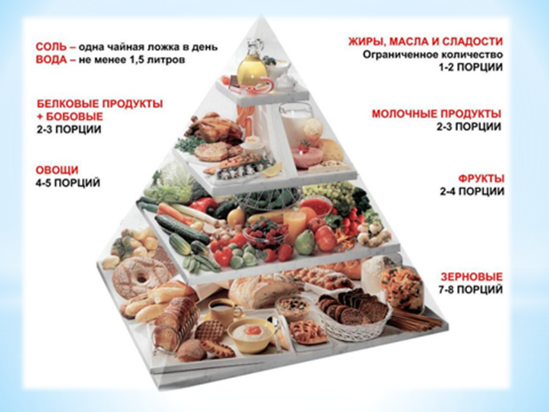 СОЛЬ – одна чайная ложка в день
ВОДА – не менее 1,5 литров
ЖИРЫ, МАСЛА И СЛАДОСТИ
Ограниченное количество
1-2 ПОРЦИИ
БЕЛКОВЫЕ ПРОДУКТЫ
+ БОБОВЫЕ
2-3 ПОРЦИИ
МОЛОЧНЫЕ ПРОДУКТЫ
2-3 ПОРЦИИ
ОВОЩИ
4-5 ПОРЦИЙ
ФРУКТЫ
2-4 ПОРЦИИ
ЗЕРНОВЫЕ
7-8 ПОРЦИЙ